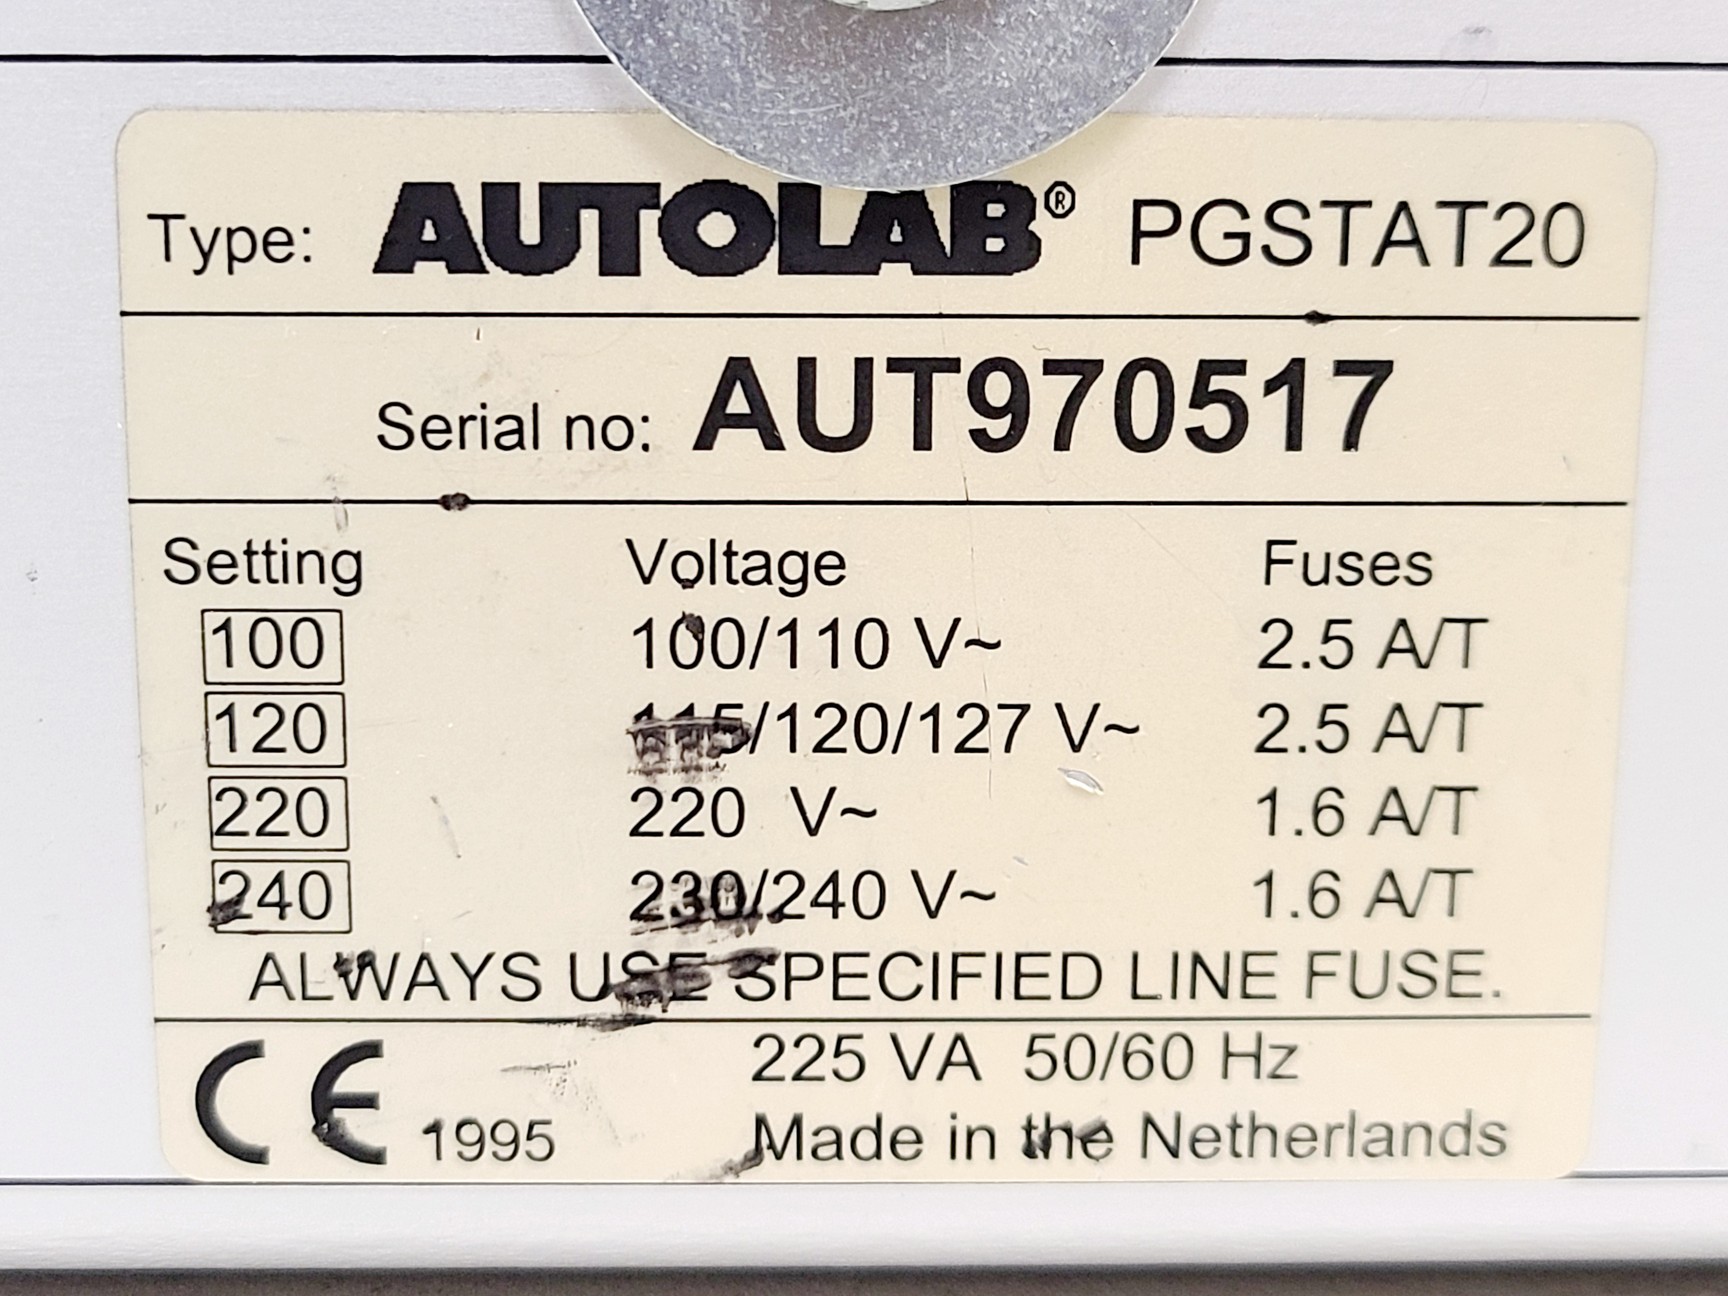 Type: AUTOLAB® PGSTAT20
Serial no: AUT970517
Setting Voltage Fuses
100 100/110 V~ 2.5 A/T
120 115/120/127 V~ 2.5 A/T
220 220 V~ 1.6 A/T
240 230/240 V~ 1.6 A/T
ALWAYS USE SPECIFIED LINE FUSE.
225 VA 50/60 Hz
CE 1995 Made in the Netherlands